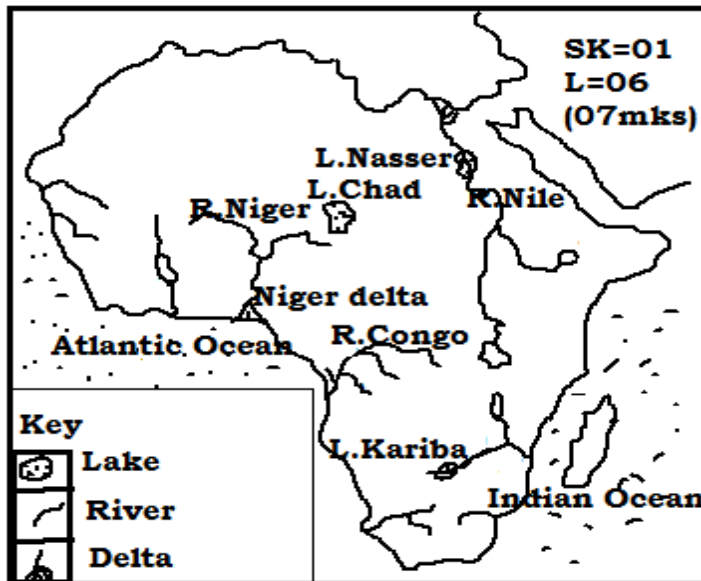 SK=01
L=06
(07mks)
L.Nasser
L.Chad
R.Niger
R.Nile
Niger delta
Atlantic Ocean
R.Congo
L.Kariba
Indian Ocean
Key
Lake
River
Delta